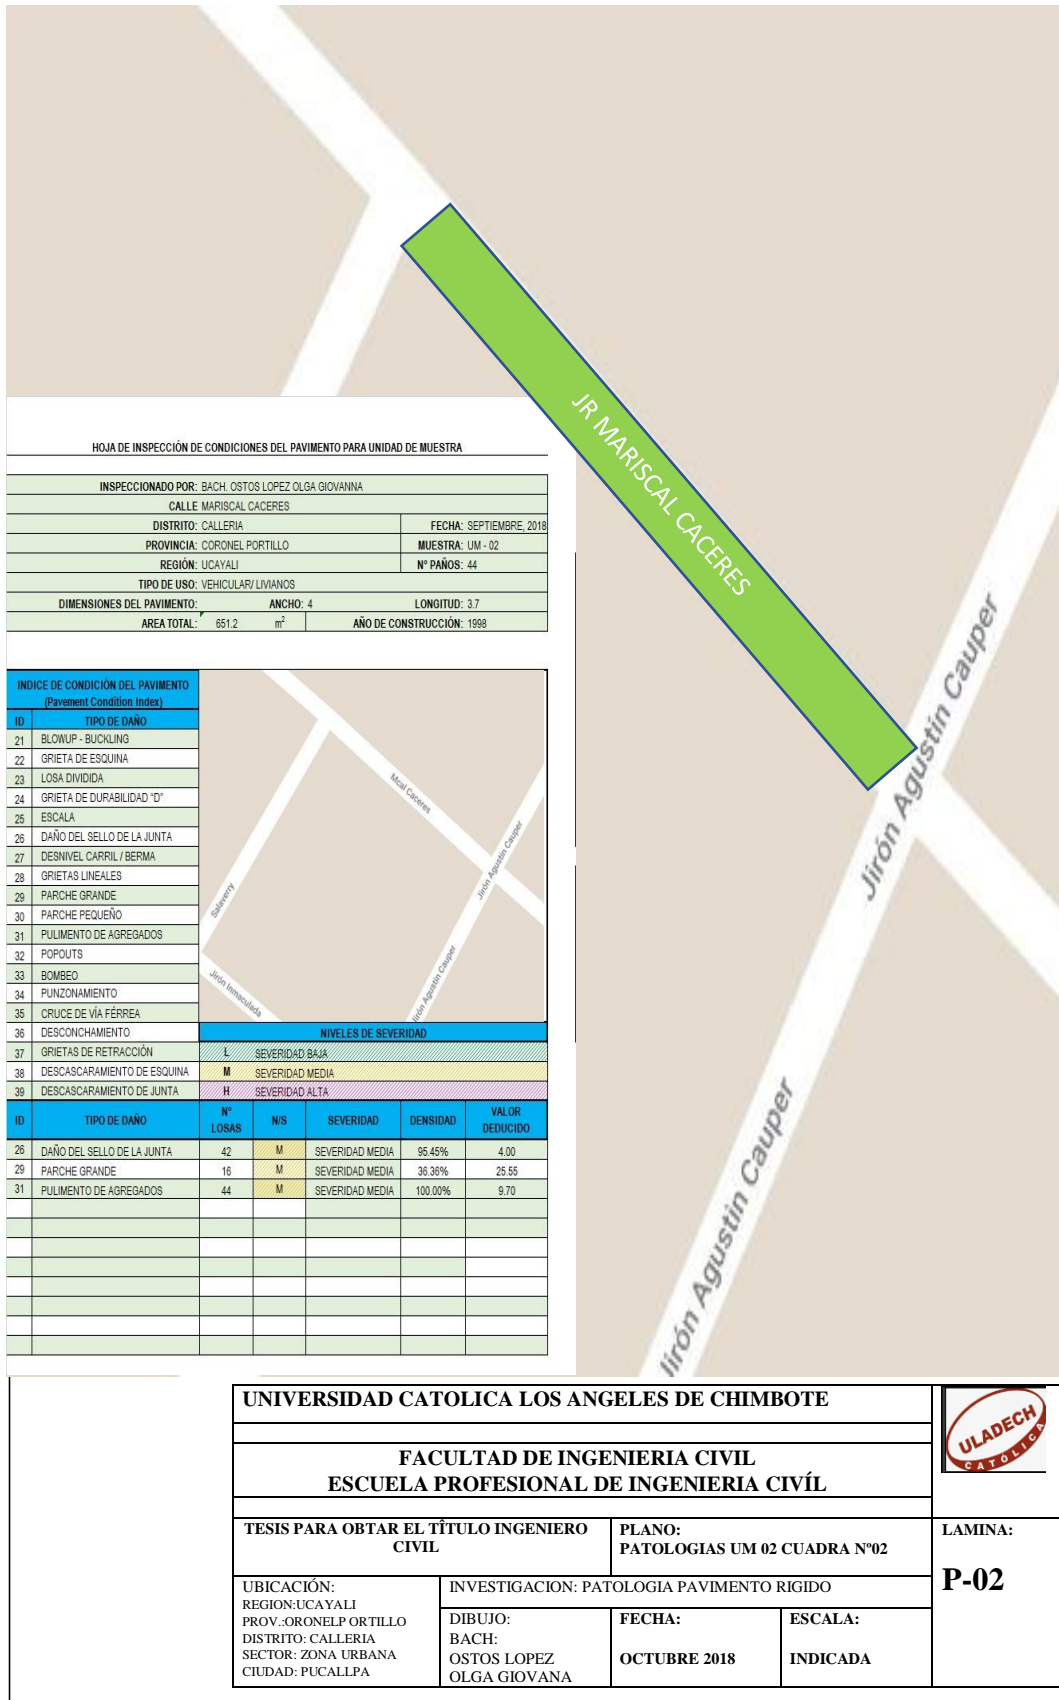 JR MARISCAL CACERES
Jirón Agustin Cauper
Jirón Agustin Cauper
HOJA DE INSPECCIÓN DE CONDICIONES DEL PAVIMENTO PARA UNIDAD DE MUESTRA
INSPECCIONADO POR: BACH. OSTOS LOPEZ OLGA GIOVANNA
CALLE MARISCAL CACERES
DISTRITO: CALLERIA FECHA: SEPTIEMBRE, 2018
PROVINCIA: CORONEL PORTILLO MUESTRA: UM - 02
REGIÓN: UCAYALI Nº PAÑOS: 44
TIPO DE USO: VEHICULAR/ LIVIANOS
DIMENSIONES DEL PAVIMENTO: ANCHO: 4 LONGITUD: 3.7
AREA TOTAL: 651.2 m² AÑO DE CONSTRUCCIÓN: 1998
INDICE DE CONDICIÓN DEL PAVIMENTO
(Pavement Condition Index)
ID TIPO DE DAÑO
21 BLOWUP - BUCKLING
22 GRIETA DE ESQUINA
23 LOSA DIVIDIDA
24 GRIETA DE DURABILIDAD "D"
25 ESCALA
26 DAÑO DEL SELLO DE LA JUNTA
27 DESNIVEL CARRIL / BERMA
28 GRIETAS LINEALES
29 PARCHE GRANDE
30 PARCHE PEQUEÑO
31 PULIMENTO DE AGREGADOS
32 POPOUTS
33 BOMBEO
34 PUNZONAMIENTO
35 CRUCE DE VÍA FÉRREA
36 DESCONCHAMIENTO
37 GRIETAS DE RETRACCIÓN
38 DESCASCARAMIENTO DE ESQUINA
39 DESCASCARAMIENTO DE JUNTA
Mcal Caceres
Salaverry
Jirón Agustin Cauper
Jirón Inmaculada
Jirón Agustin Cauper
NIVELES DE SEVERIDAD
L SEVERIDAD BAJA
M SEVERIDAD MEDIA
H SEVERIDAD ALTA
ID TIPO DE DAÑO N° LOSAS N/S SEVERIDAD DENSIDAD VALOR DEDUCIDO
26 DAÑO DEL SELLO DE LA JUNTA 42 M SEVERIDAD MEDIA 95.45% 4.00
29 PARCHE GRANDE 16 M SEVERIDAD MEDIA 36.36% 25.55
31 PULIMENTO DE AGREGADOS 44 M SEVERIDAD MEDIA 100.00% 9.70
UNIVERSIDAD CATOLICA LOS ANGELES DE CHIMBOTE
FACULTAD DE INGENIERIA CIVIL
ESCUELA PROFESIONAL DE INGENIERIA CIVÍL
ULADECH
CATÓLICA
TESIS PARA OBTAR EL TÍTULO INGENIERO
CIVIL
PLANO:
PATOLOGIAS UM 02 CUADRA Nº02
LAMINA:
P-02
UBICACIÓN:
REGION:UCAYALI
PROV.:ORONELP ORTILLO
DISTRITO: CALLERIA
SECTOR: ZONA URBANA
CIUDAD: PUCALLPA
INVESTIGACION: PATOLOGIA PAVIMENTO RIGIDO
DIBUJO:
BACH:
OSTOS LOPEZ
OLGA GIOVANA
FECHA:
OCTUBRE 2018
ESCALA:
INDICADA